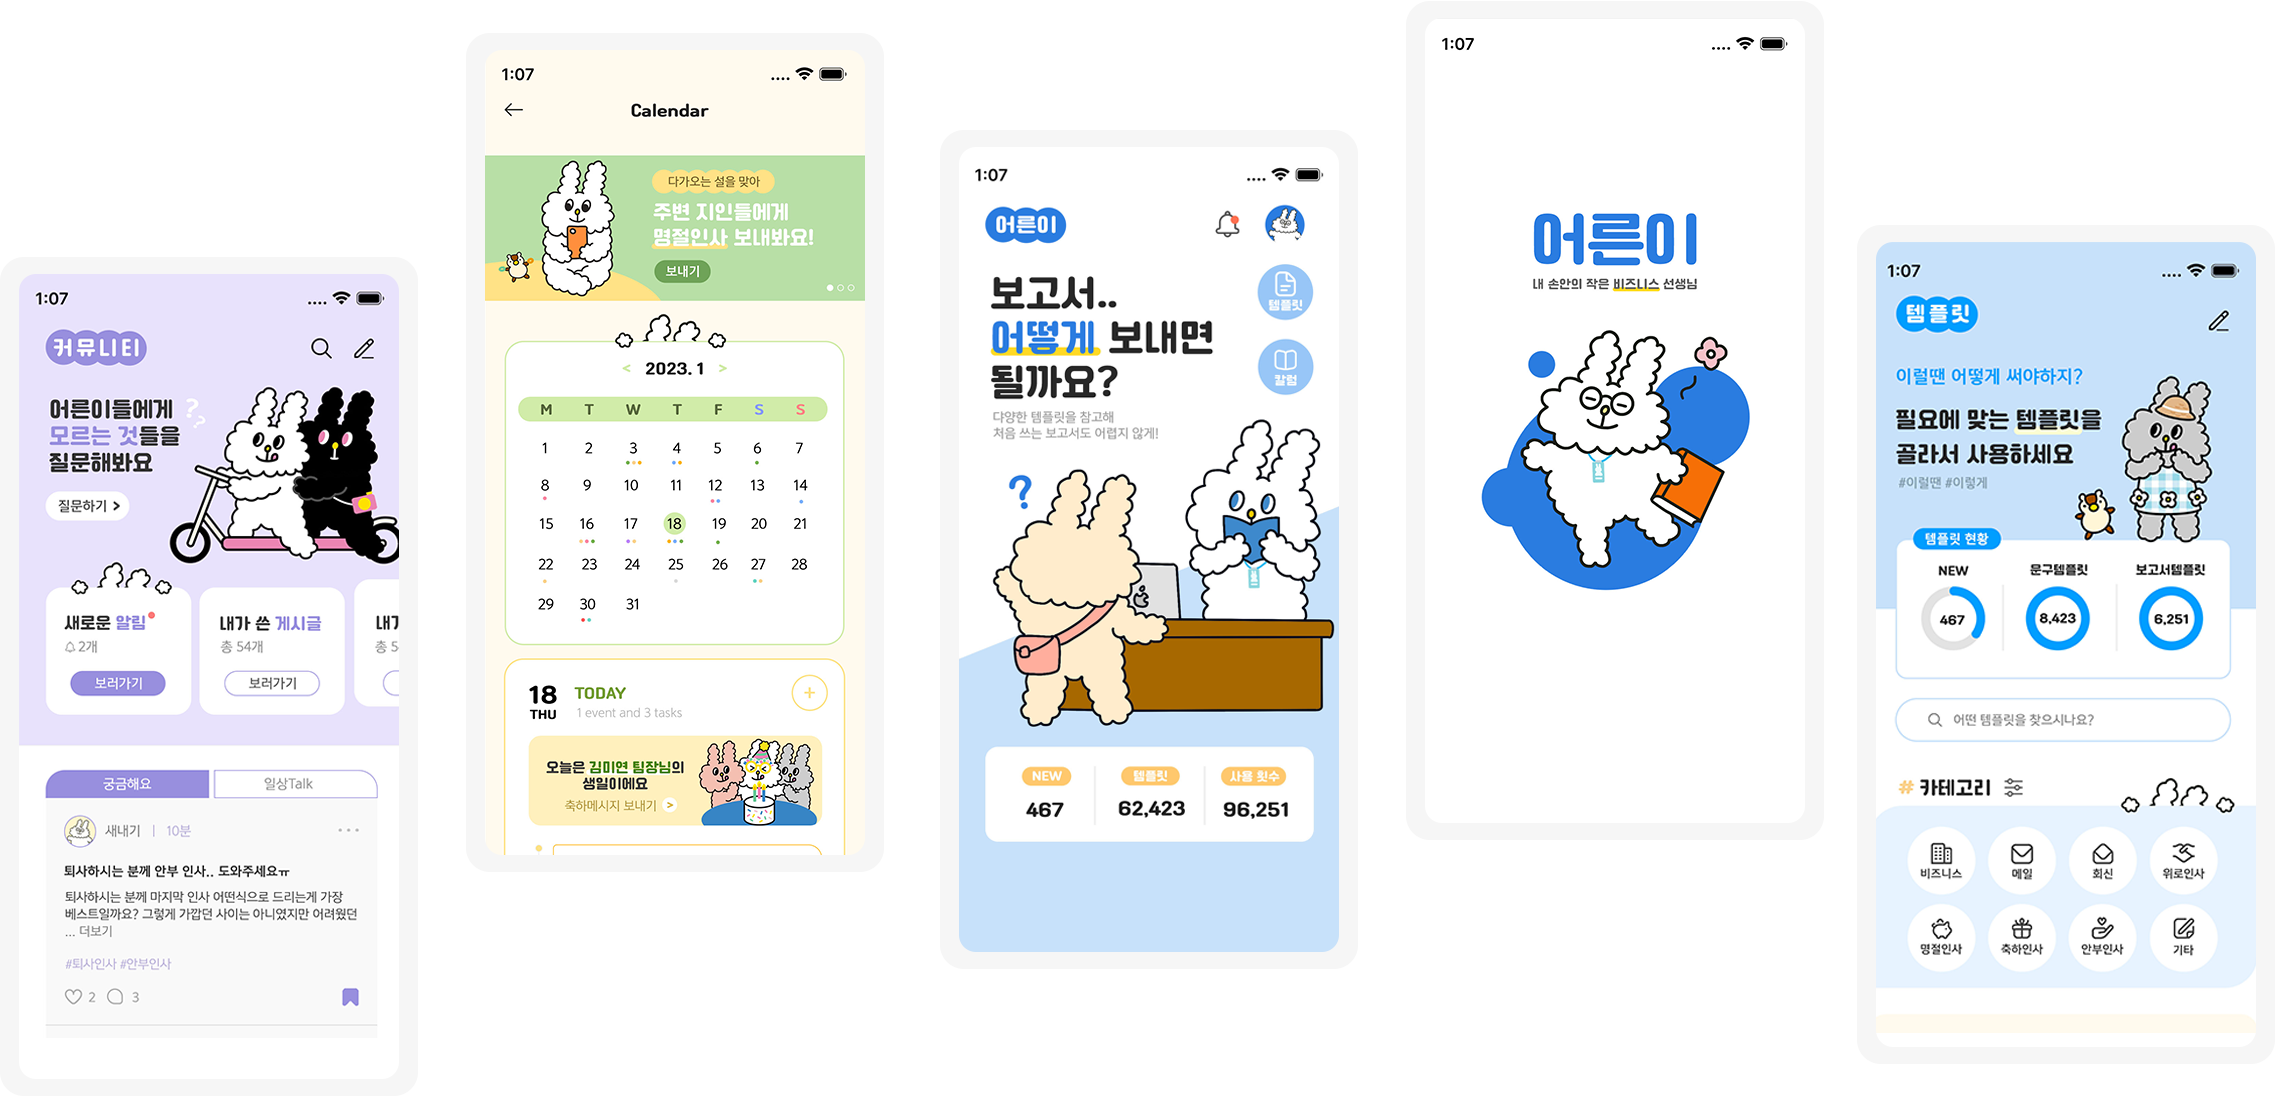 1:07
커뮤니티
어른이들에게
모르는 것들을
질문해봐요
??
질문하기 >
새로운 알림
2개
보러가기
내가 쓴 게시글
총 54개
보러가기
총 5
궁금해요
일상Talk
새내기 | 10분
퇴사하시는 분께 안부 인사.. 도와주세요ㅠ
퇴사하시는 분께 마지막 인사 어떤식으로 드리는게 가장
베스트일까요? 그렇게 가깝던 사이는 아니였지만 어려웠던
... 더보기
#퇴사인사 #안부인사
2 3
1:07
Calendar
다가오는 설을 맞아
주변 지인들에게
명절인사 보내봐요!
보내기
< 2023. 1 >
M T W T F S S
1 2 3 4 5 6 7
8 9 10 11 12 13 14
15 16 17 18 19 20 21
22 23 24 25 26 27 28
29 30 31
18 TODAY
THU 1 event and 3 tasks
+
오늘은 김미연 팀장님의
생일이에요
축하메시지 보내기 >
1:07
어른이
보고서..
어떻게 보내면
될까요?
다양한 템플릿을 참고해
처음 쓰는 보고서도 어렵지 않게!
템플릿
칼럼
?
NEW 템플릿 사용 횟수
467 62,423 96,251
1:07
어른이
내 손안의 작은 비즈니스 선생님
1:07
템플릿
이럴땐 어떻게 써야하지?
필요에 맞는 템플릿을
골라서 사용하세요
#이럴땐 #이렇게
템플릿 현황
NEW 문구템플릿 보고서템플릿
467 8,423 6,251
어떤 템플릿을 찾으시나요?
# 카테고리
비즈니스 메일 회신 위로인사
명절인사 축하인사 안부인사 기타